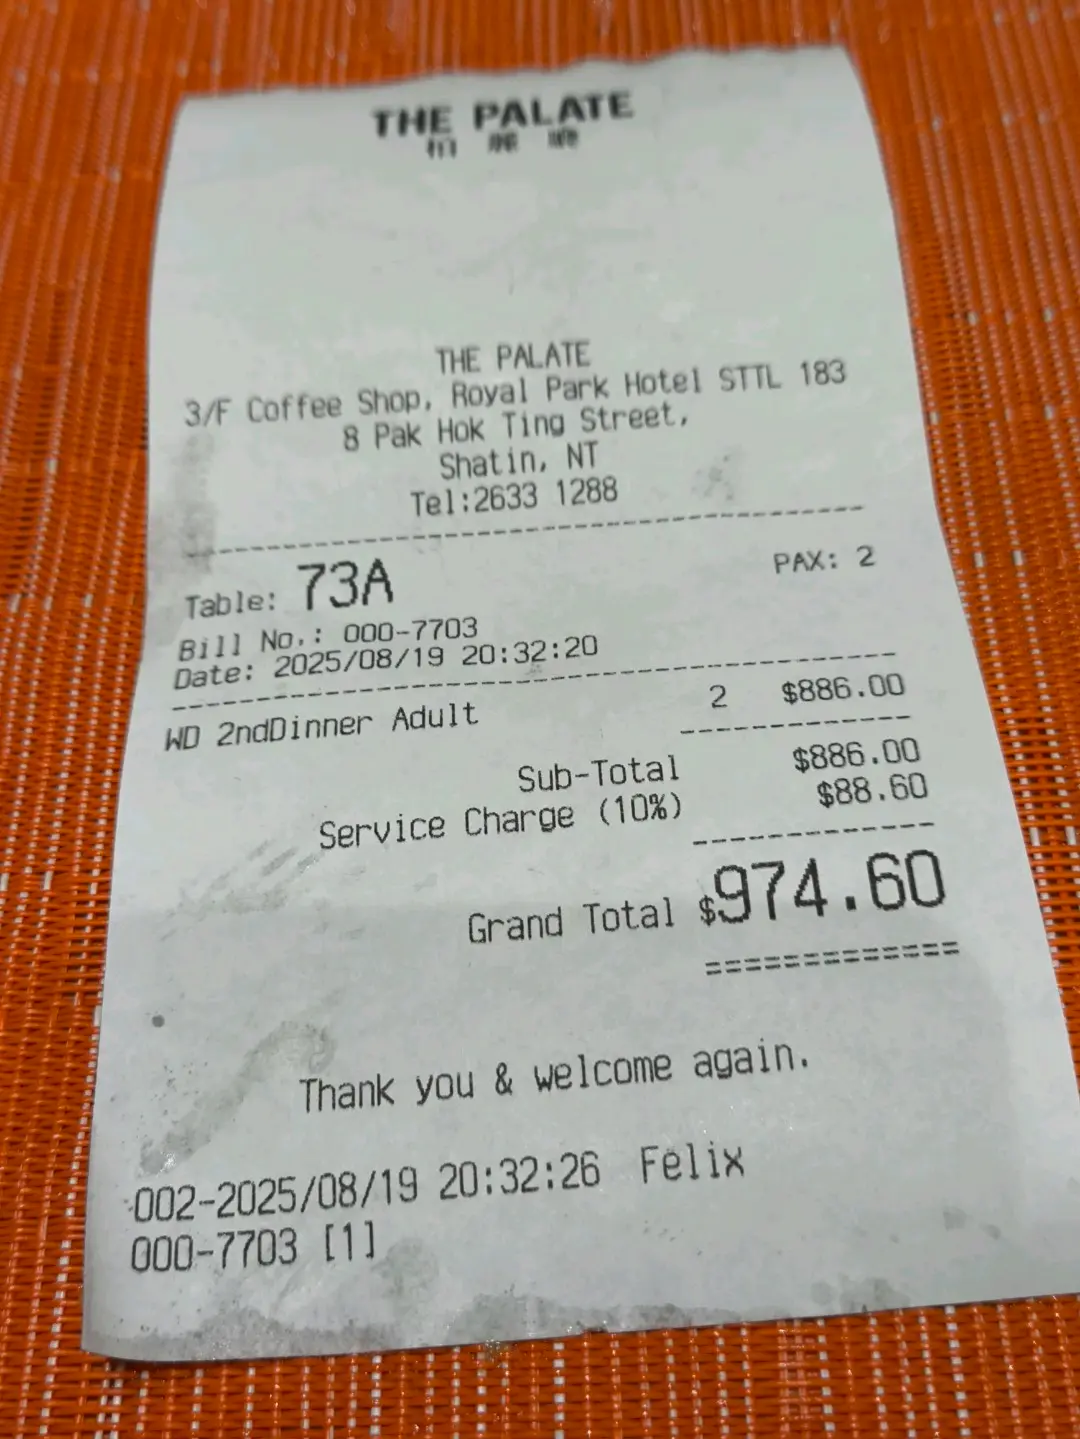 THE PALATE
THE PALATE
3/F Coffee Shop, Royal Park Hotel STTL 183
8 Pak Hok Ting Street,
Shatin, NT
Tel:2633 1288
Table: 73A PAX: 2
Bill No.: 000-7703
Date: 2025/08/19 20:32:20
WD 2ndDinner Adult 2 $886.00
Sub-Total $886.00
Service Charge (10%) $88.60
Grand Total $974.60
=============
Thank you & welcome again.
002-2025/08/19 20:32:26 Felix
000-7703 [1]